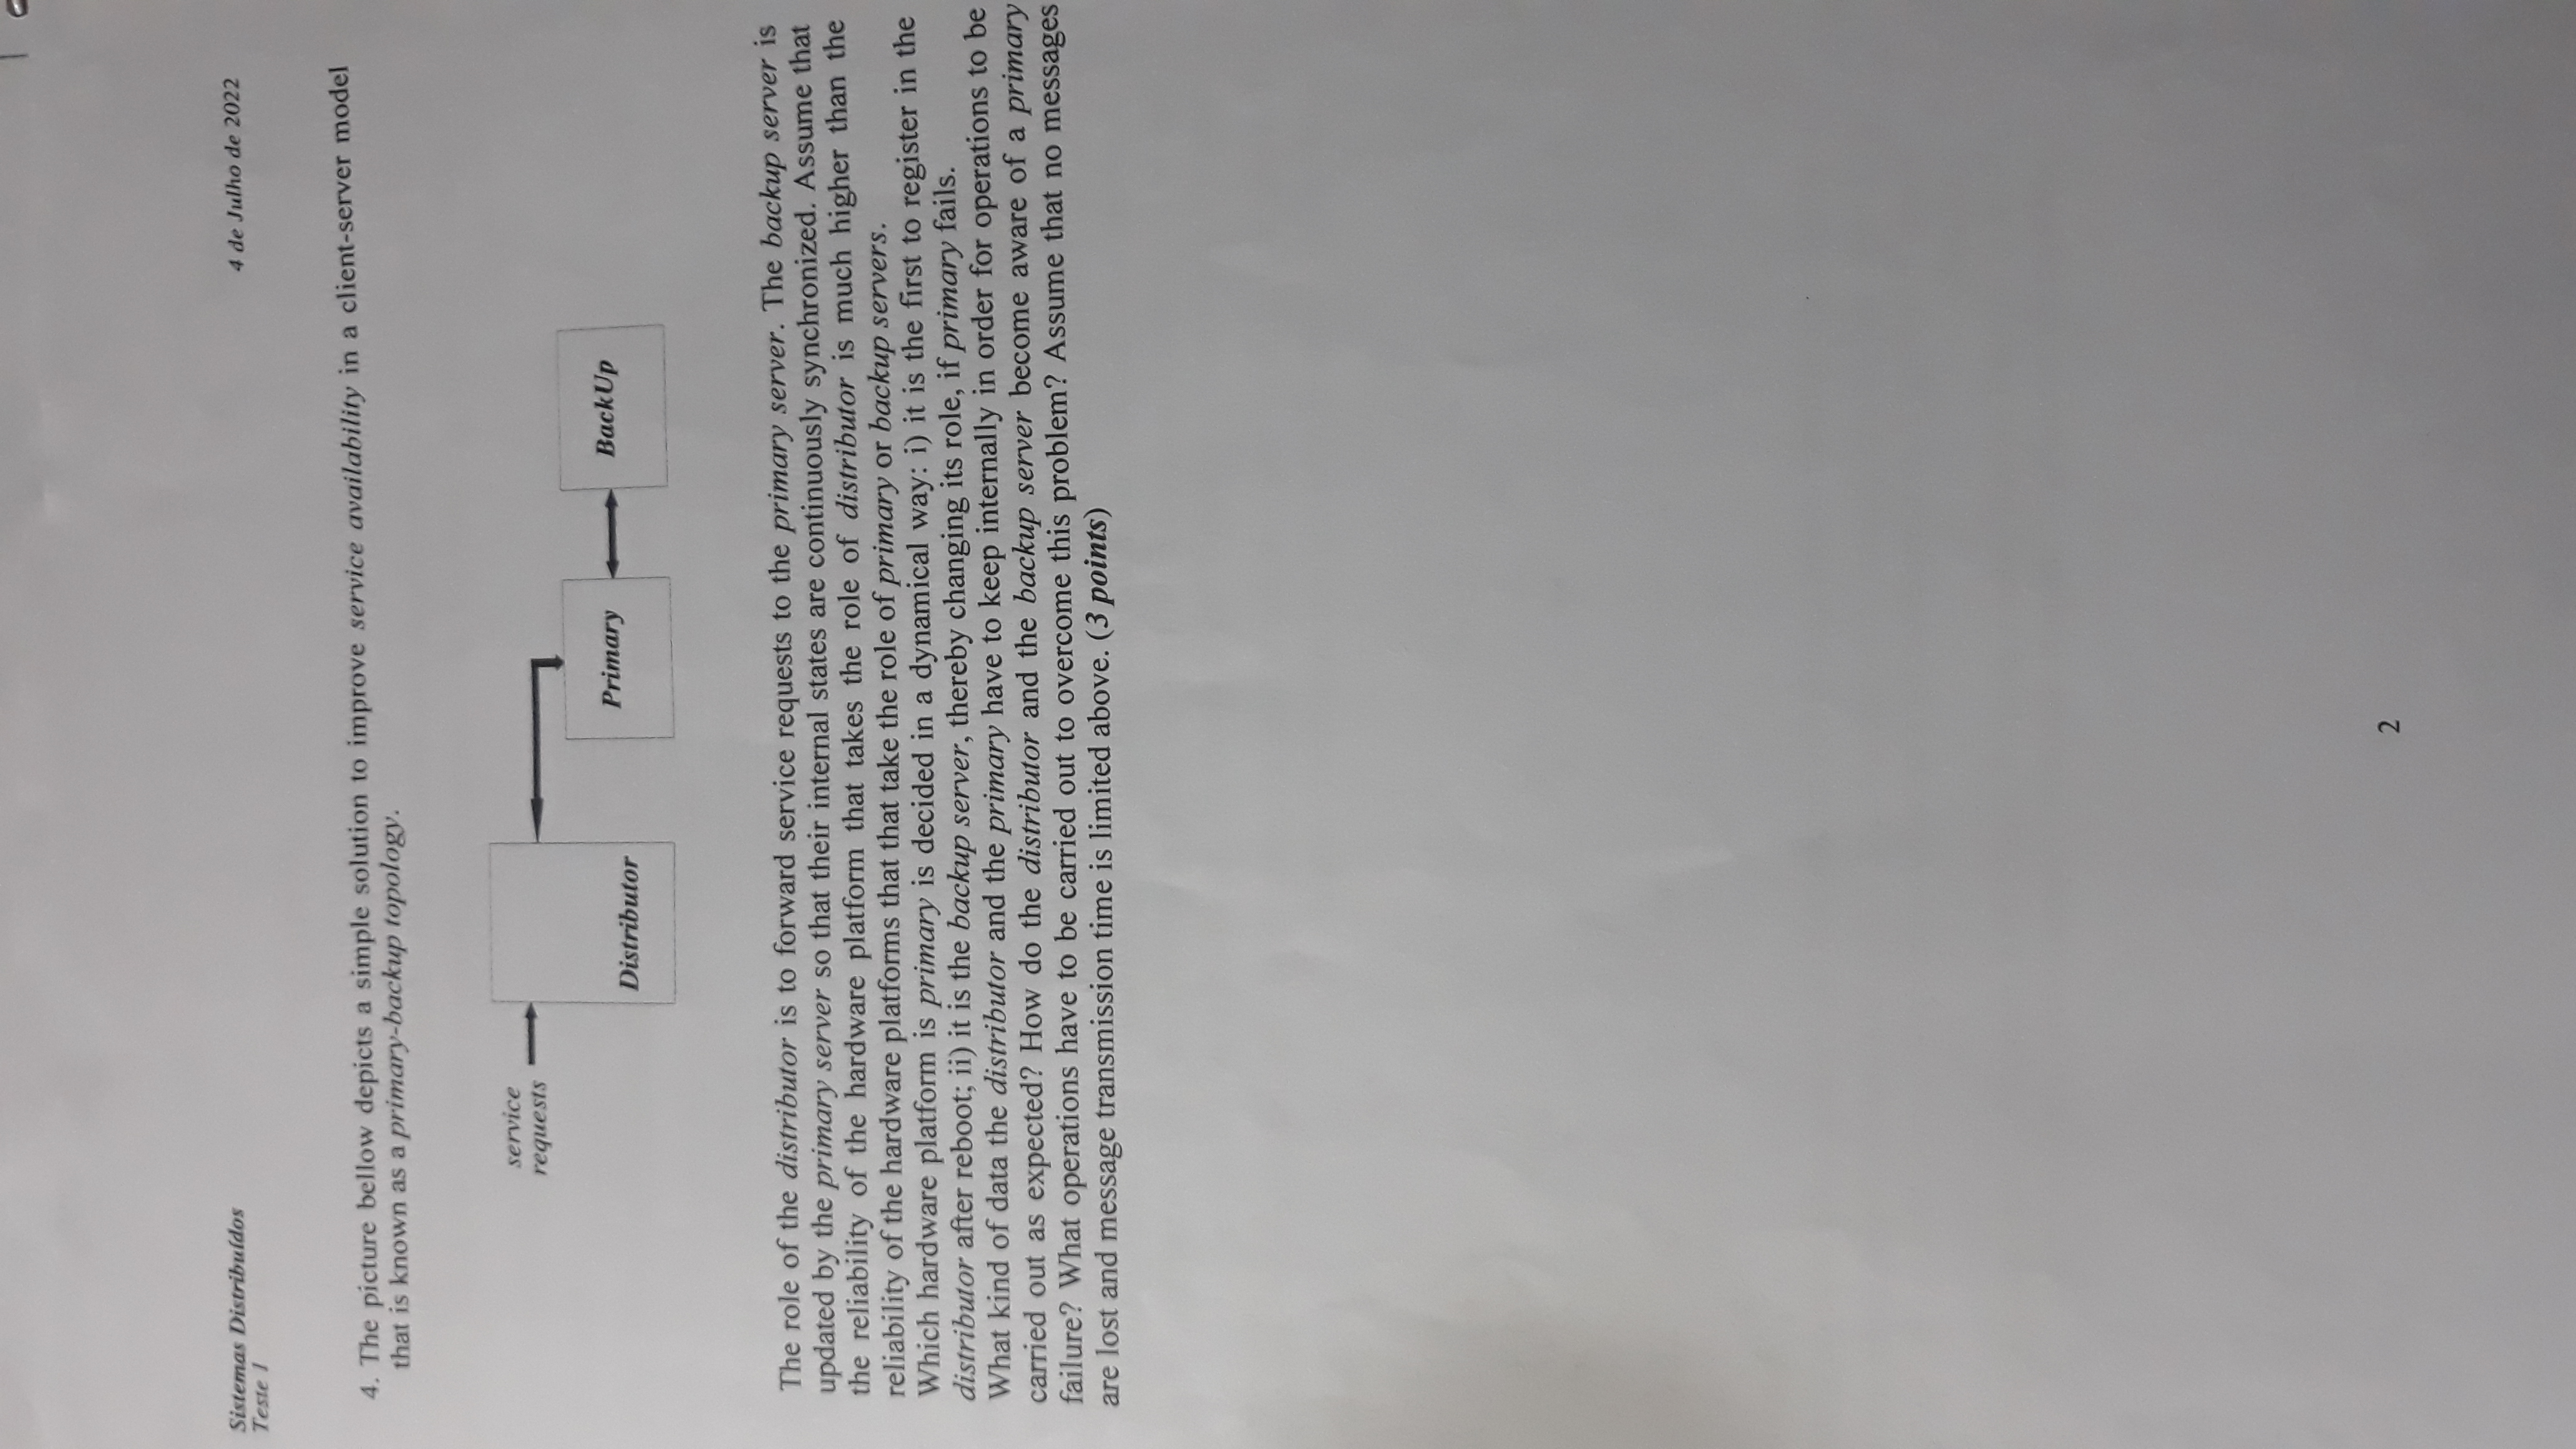 Sistemas Distribuídos
4 de Julho de 2022
Teste 1
4. The picture bellow depicts a simple solution to improve service availability in a client-server model
that is known as a primary-backup topology.
service
requests
Distributor
Primary
BackUp
The role of the distributor is to forward service requests to the primary server. The backup server is
updated by the primary server so that their internal states are continuously synchronized. Assume that
the reliability of the hardware platform that takes the role of distributor is much higher than the
reliability of the hardware platforms that that take the role of primary or backup servers.
Which hardware platform is primary is decided in a dynamical way: i) it is the first to register in the
distributor after reboot; ii) it is the backup server, thereby changing its role, if primary fails.
What kind of data the distributor and the primary have to keep internally in order for operations to be
carried out as expected? How do the distributor and the backup server become aware of a primary
failure? What operations have to be carried out to overcome this problem? Assume that no messages
are lost and message transmission time is limited above. (3 points)
2